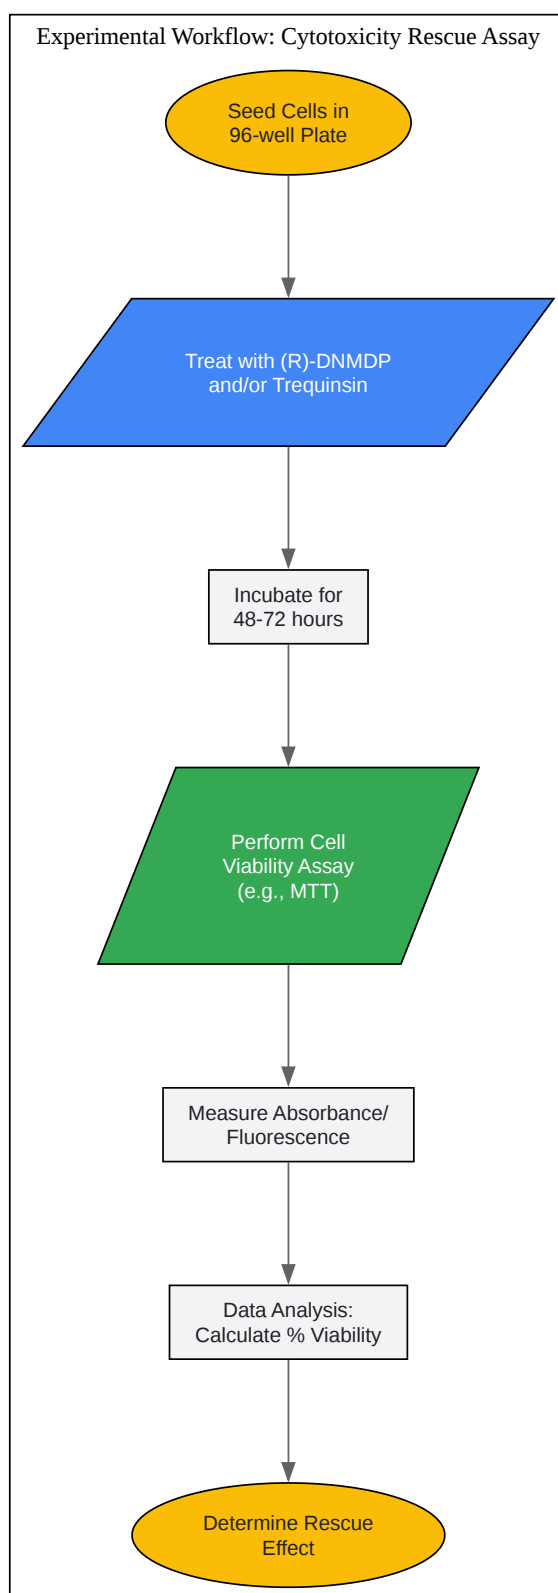 Experimental Workflow: Cytotoxicity Rescue Assay
Seed Cells in
96-well Plate
Treat with (R)-DNMDP
and/or Trequinsin
Incubate for
48-72 hours
Perform Cell
Viability Assay
(e.g., MTT)
Measure Absorbance/
Fluorescence
Data Analysis:
Calculate % Viability
Determine Rescue
Effect